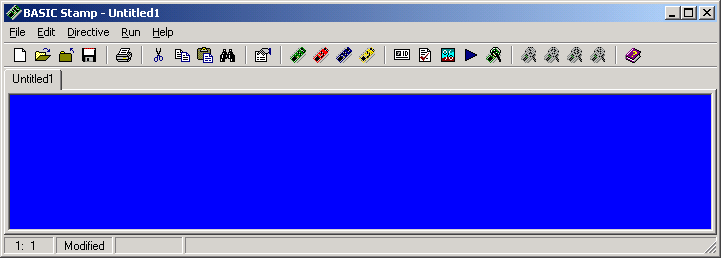 BASIC Stamp - Untitled1
File Edit Directive Run Help
Untitled1
1: 1 Modified